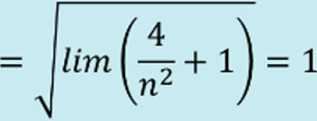 = √(lim(4/n² + 1)) = 1